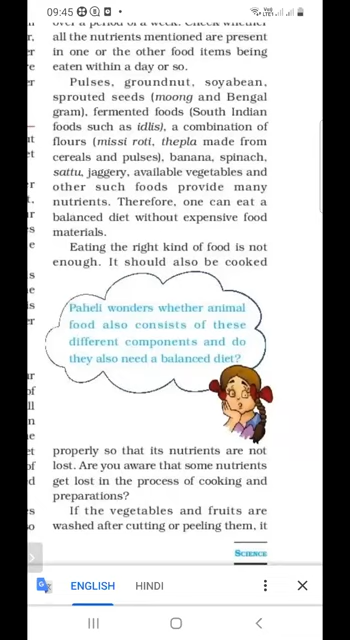 09:45
over a period of a week. Check whether
all the nutrients mentioned are present
in one or the other food items being
eaten within a day or so.
Pulses, groundnut, soyabean,
sprouted seeds (moong and Bengal
gram), fermented foods (South Indian
foods such as idlis), a combination of
flours (missi roti, thepla made from
cereals and pulses), banana, spinach,
sattu, jaggery, available vegetables and
other such foods provide many
nutrients. Therefore, one can eat a
balanced diet without expensive food
materials.
Eating the right kind of food is not
enough. It should also be cooked
Paheli wonders whether animal
food also consists of these
different components and do
they also need a balanced diet?
properly so that its nutrients are not
lost. Are you aware that some nutrients
get lost in the process of cooking and
preparations?
If the vegetables and fruits are
washed after cutting or peeling them, it
SCIENCE
ENGLISH HINDI